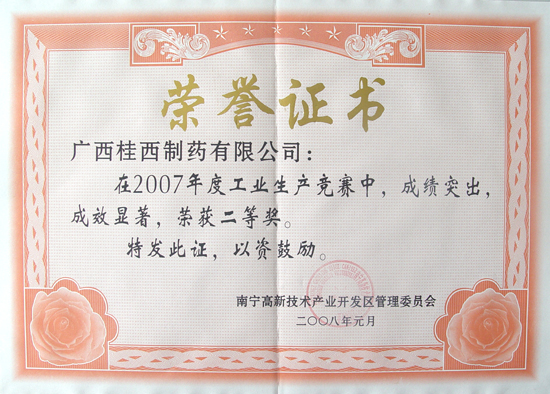 荣誉证书
广西桂西制药有限公司：
在2007年度工业生产竞赛中，成绩突出，
成效显著，荣获二等奖。
特发此证，以资鼓励。
南宁高新技术产业开发区管理委员会
二〇〇八年元月